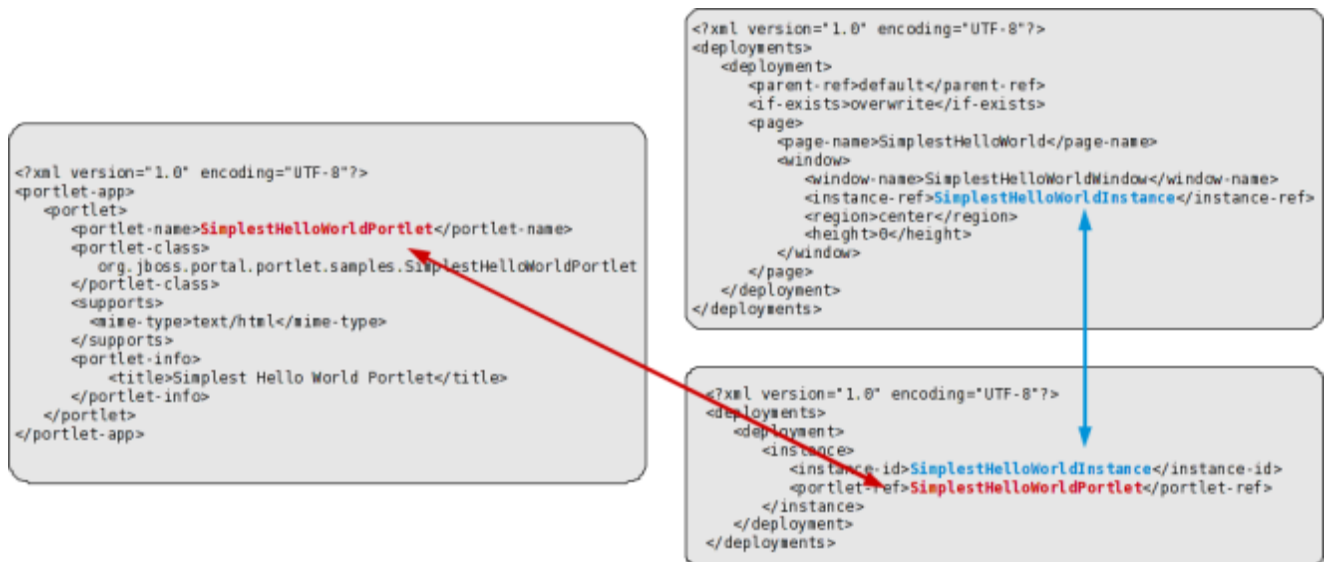 <?xml version="1.0" encoding="UTF-8"?>
<portlet-app>
<portlet>
<portlet-name>SimplestHelloWorldPortlet</portlet-name>
<portlet-class>
org.jboss.portal.portlet.samples.SimplestHelloWorldPortlet
</portlet-class>
<supports>
<mime-type>text/html</mime-type>
</supports>
<portlet-info>
<title>Simplest Hello World Portlet</title>
</portlet-info>
</portlet>
</portlet-app>
<?xml version="1.0" encoding="UTF-8"?>
<deployments>
<deployment>
<parent-ref>default</parent-ref>
<if-exists>overwrite</if-exists>
<page>
<page-name>SimplestHelloWorld</page-name>
<window>
<window-name>SimplestHelloWorldWindow</window-name>
<instance-ref>SimplestHelloWorldInstance</instance-ref>
<region>center</region>
<height>0</height>
</window>
</page>
</deployment>
</deployments>
<?xml version="1.0" encoding="UTF-8"?>
<deployments>
<deployment>
<instance>
<instance-id>SimplestHelloWorldInstance</instance-id>
<portlet-ref>SimplestHelloWorldPortlet</portlet-ref>
</instance>
</deployment>
</deployments>